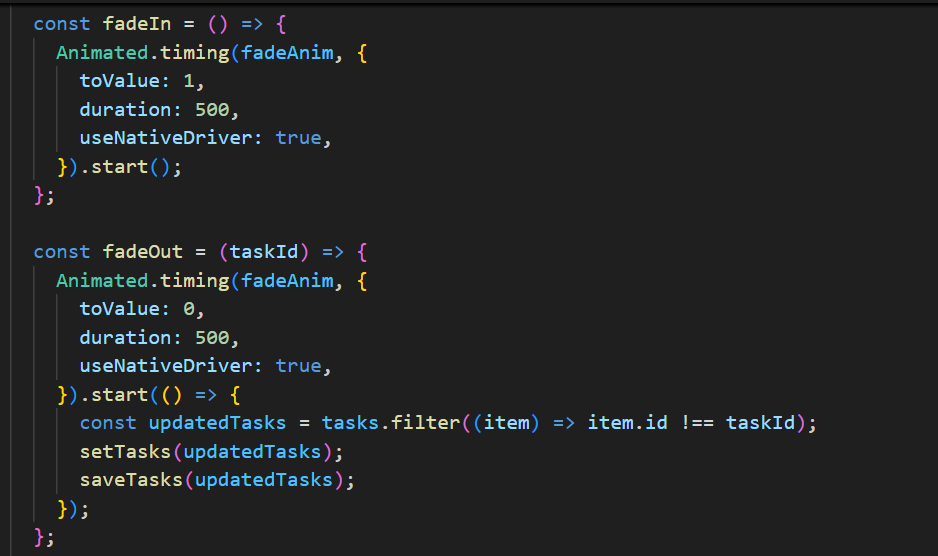 const fadeIn = () => {
  Animated.timing(fadeAnim, {
    toValue: 1,
    duration: 500,
    useNativeDriver: true,
  }).start();
};

const fadeOut = (taskId) => {
  Animated.timing(fadeAnim, {
    toValue: 0,
    duration: 500,
    useNativeDriver: true,
  }).start(() => {
    const updatedTasks = tasks.filter((item) => item.id !== taskId);
    setTasks(updatedTasks);
    saveTasks(updatedTasks);
  });
};